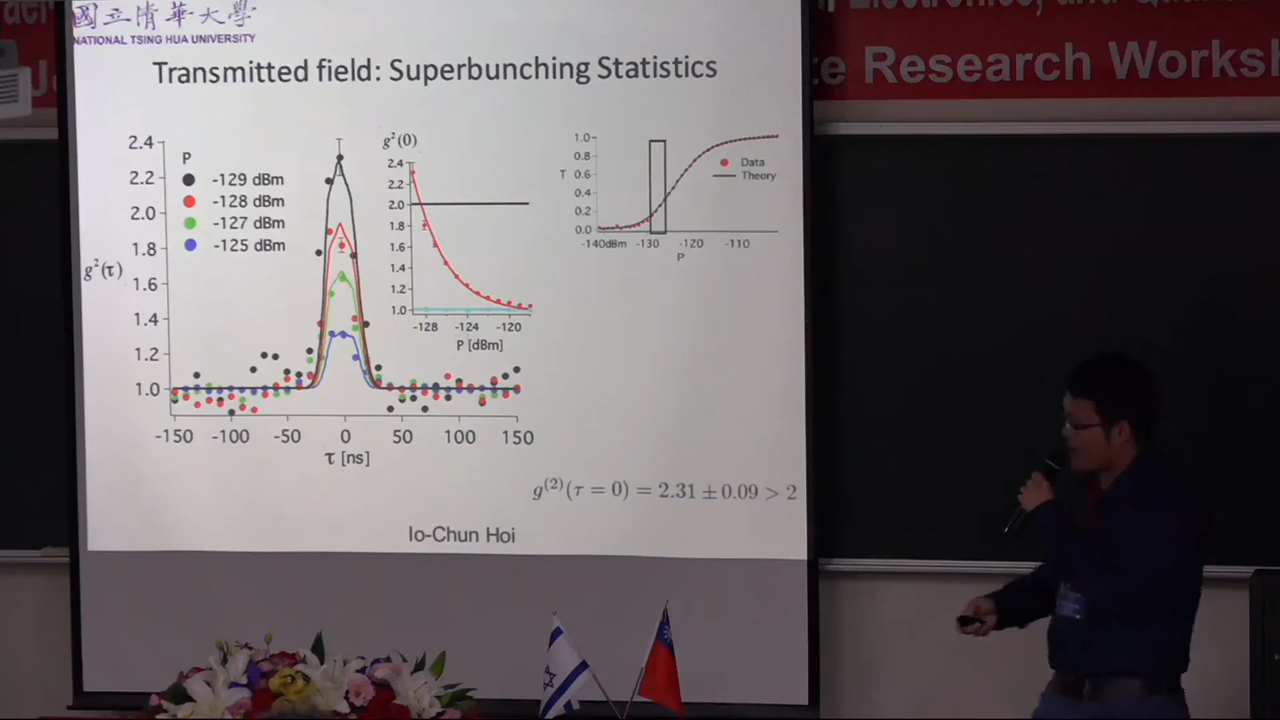 國立清華大學
NATIONAL TSING HUA UNIVERSITY
te Research Works
Transmitted field: Superbunching Statistics
2.4
2.2
2.0
1.8
1.6
1.4
1.2
1.0
g²(τ)
P
-129 dBm
-128 dBm
-127 dBm
-125 dBm
-150 -100 -50 0 50 100 150
τ [ns]
g²(0)
2.4
2.2
2.0
1.8
1.6
1.4
1.2
1.0
-128 -124 -120
P [dBm]
1.0
0.8
T 0.6
0.4
0.2
0.0
Data
Theory
-140dBm -130 -120 -110
P
g⁽²⁾(τ = 0) = 2.31 ± 0.09 > 2
Io-Chun Hoi